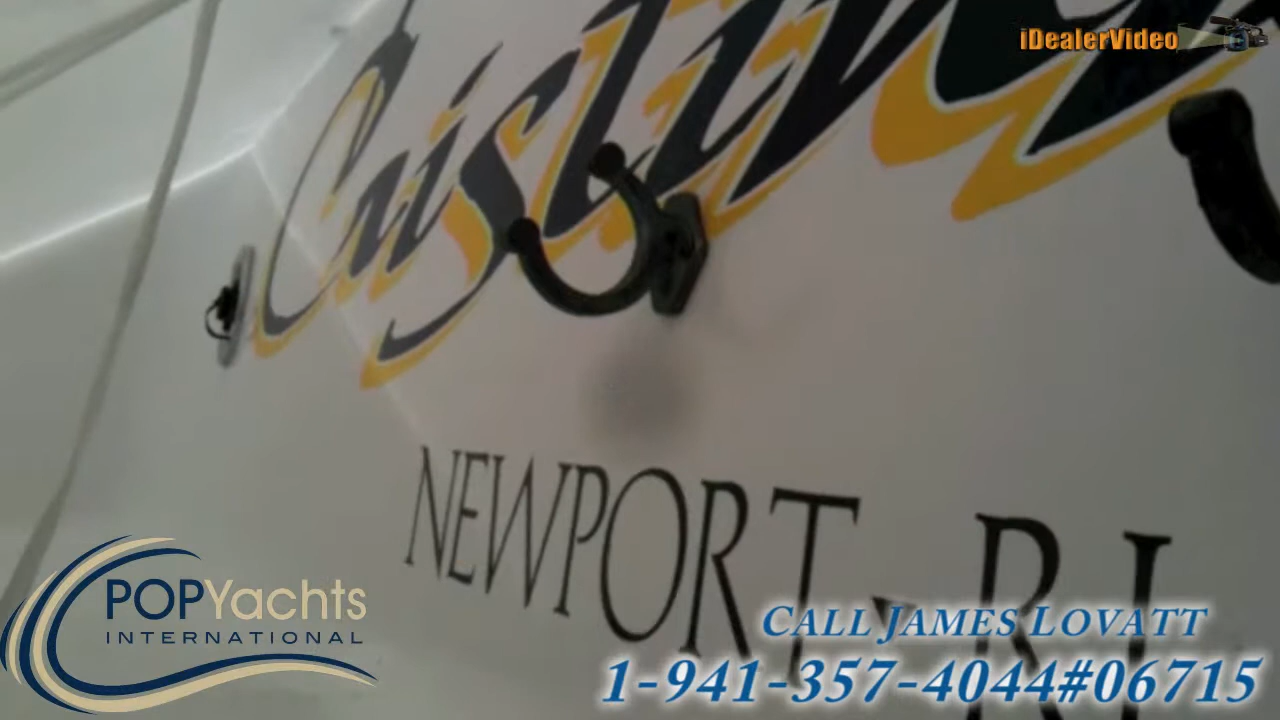 iDealerVideo
NEWPORT - RI
POPYachts
INTERNATIONAL
CALL JAMES LOVATT
1-941-357-4044#06715